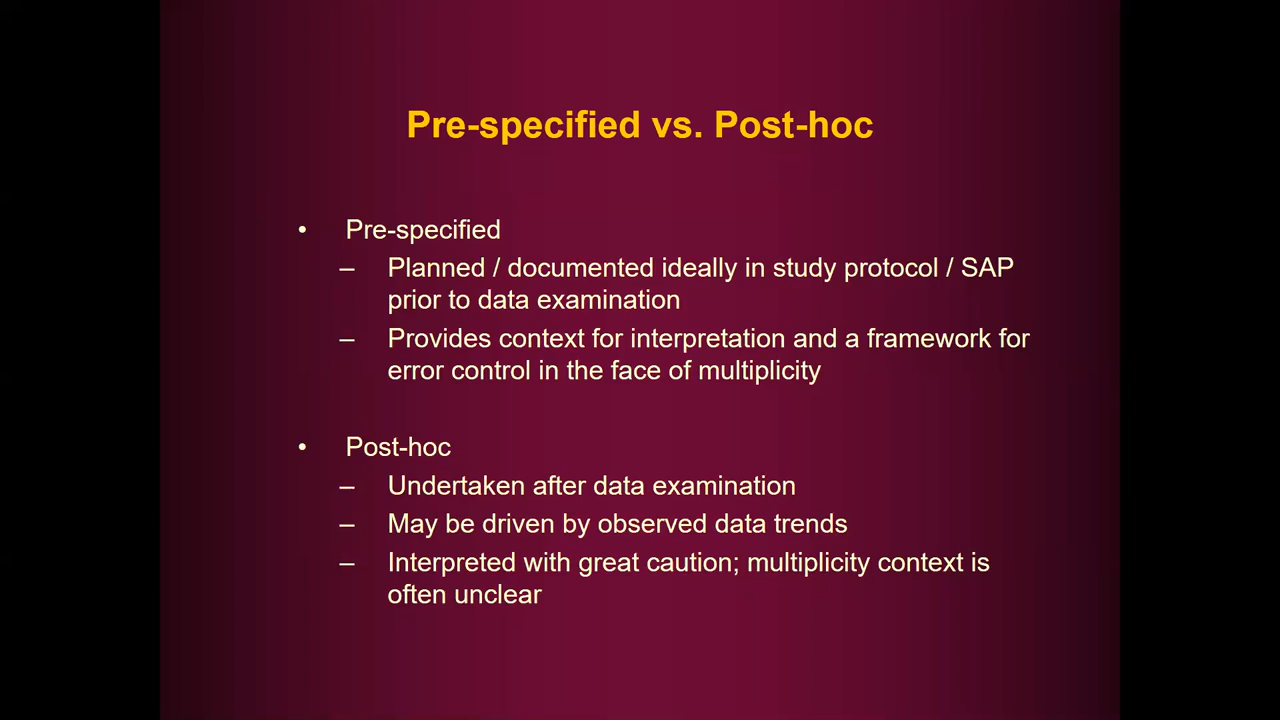 Pre-specified vs. Post-hoc
• Pre-specified
– Planned / documented ideally in study protocol / SAP
prior to data examination
– Provides context for interpretation and a framework for
error control in the face of multiplicity
• Post-hoc
– Undertaken after data examination
– May be driven by observed data trends
– Interpreted with great caution; multiplicity context is
often unclear